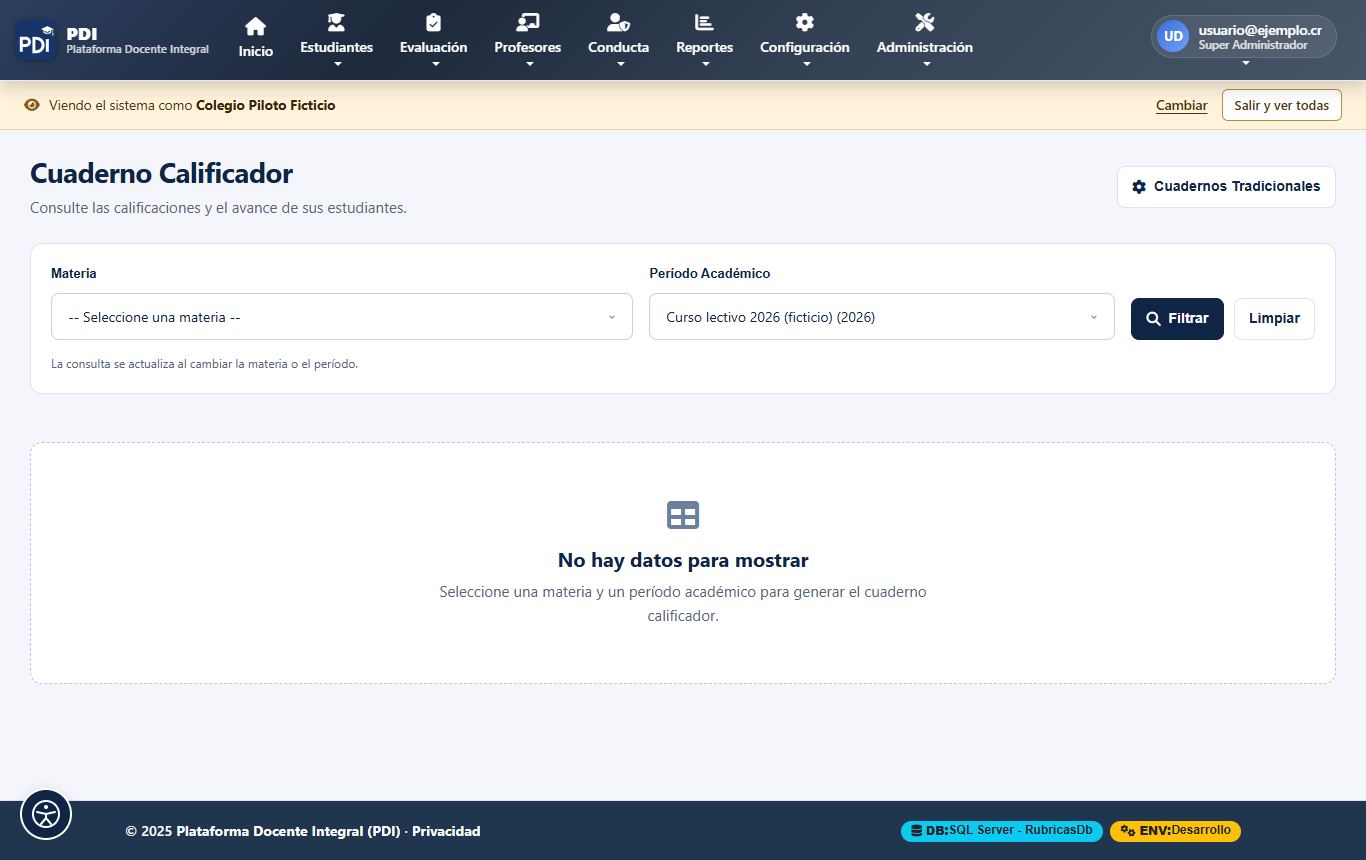 PDI
PDI
Plataforma Docente Integral
Inicio
Estudiantes
Evaluación
Profesores
Conducta
Reportes
Configuración
Administración
UD
usuario@ejemplo.cr
Super Administrador
Viendo el sistema como Colegio Piloto Ficticio
Cambiar
Salir y ver todas
Cuaderno Calificador
Consulte las calificaciones y el avance de sus estudiantes.
Cuadernos Tradicionales
Materia
Período Académico
-- Seleccione una materia --
Curso lectivo 2026 (ficticio) (2026)
Filtrar
Limpiar
La consulta se actualiza al cambiar la materia o el período.
No hay datos para mostrar
Seleccione una materia y un período académico para generar el cuaderno
calificador.
© 2025 Plataforma Docente Integral (PDI) · Privacidad
DB:SQL Server - RubricasDb
ENV:Desarrollo